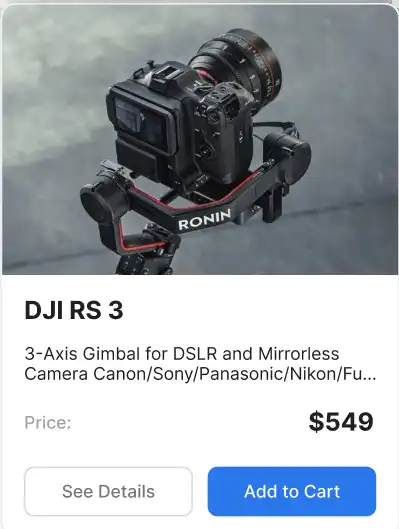 RONIN
DJI RS 3
3-Axis Gimbal for DSLR and Mirrorless
Camera Canon/Sony/Panasonic/Nikon/Fu...
Price:
$549
See Details
Add to Cart